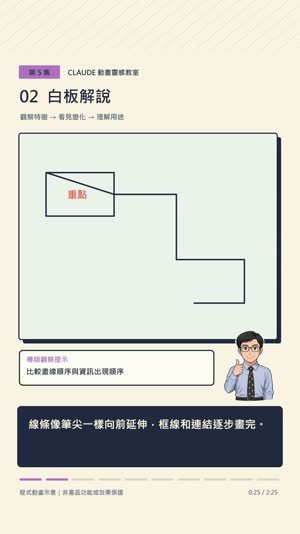 第 5 集 CLAUDE 動畫靈感教室
02 白板解說
觀察特徵 → 看見變化 → 理解用途
重點
導師觀察提示
比較畫線順序與資訊出現順序
線條像筆尖一樣向前延伸，框線和連結逐步畫完。
程式動畫示意｜非產品功能或效果保證 0:25 / 2:25